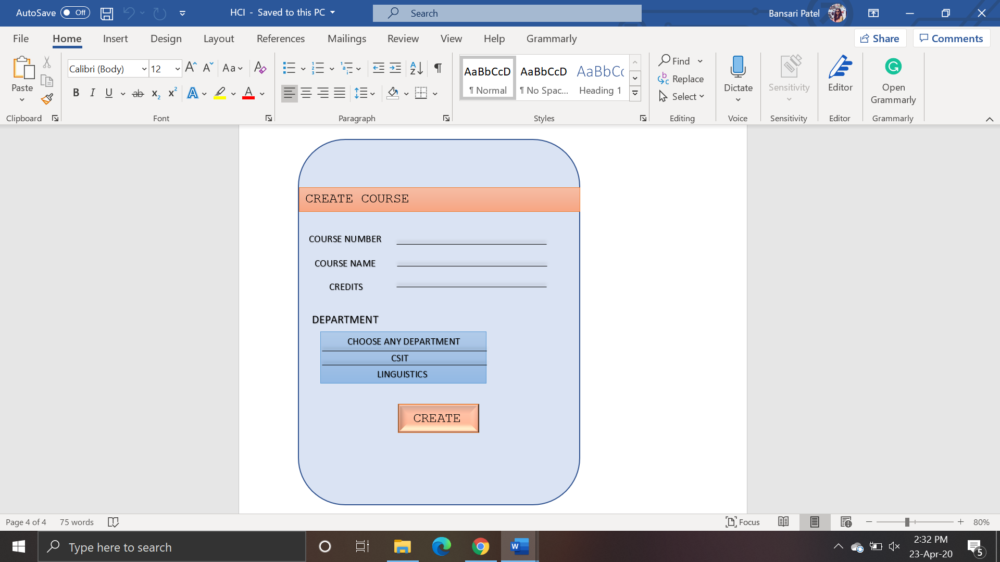 AutoSave Off
HCI - Saved to this PC
Search
Bansari Patel
File Home Insert Design Layout References Mailings Review View Help Grammarly
Share Comments
Paste
Calibri (Body) 12
Aa
B I U ab x2 x2 A A
AaBbCcD AaBbCcD AaBbCc
¶ Normal ¶ No Spac... Heading 1
Find
Replace
Select
Dictate
Sensitivity
Editor
Open
Grammarly
Clipboard Font Paragraph Styles Editing Voice Sensitivity Editor Grammarly
CREATE COURSE
COURSE NUMBER
COURSE NAME
CREDITS
DEPARTMENT
CHOOSE ANY DEPARTMENT
CSIT
LINGUISTICS
CREATE
Page 4 of 4 75 words
Focus
80%
Type here to search
2:32 PM
23-Apr-20
5